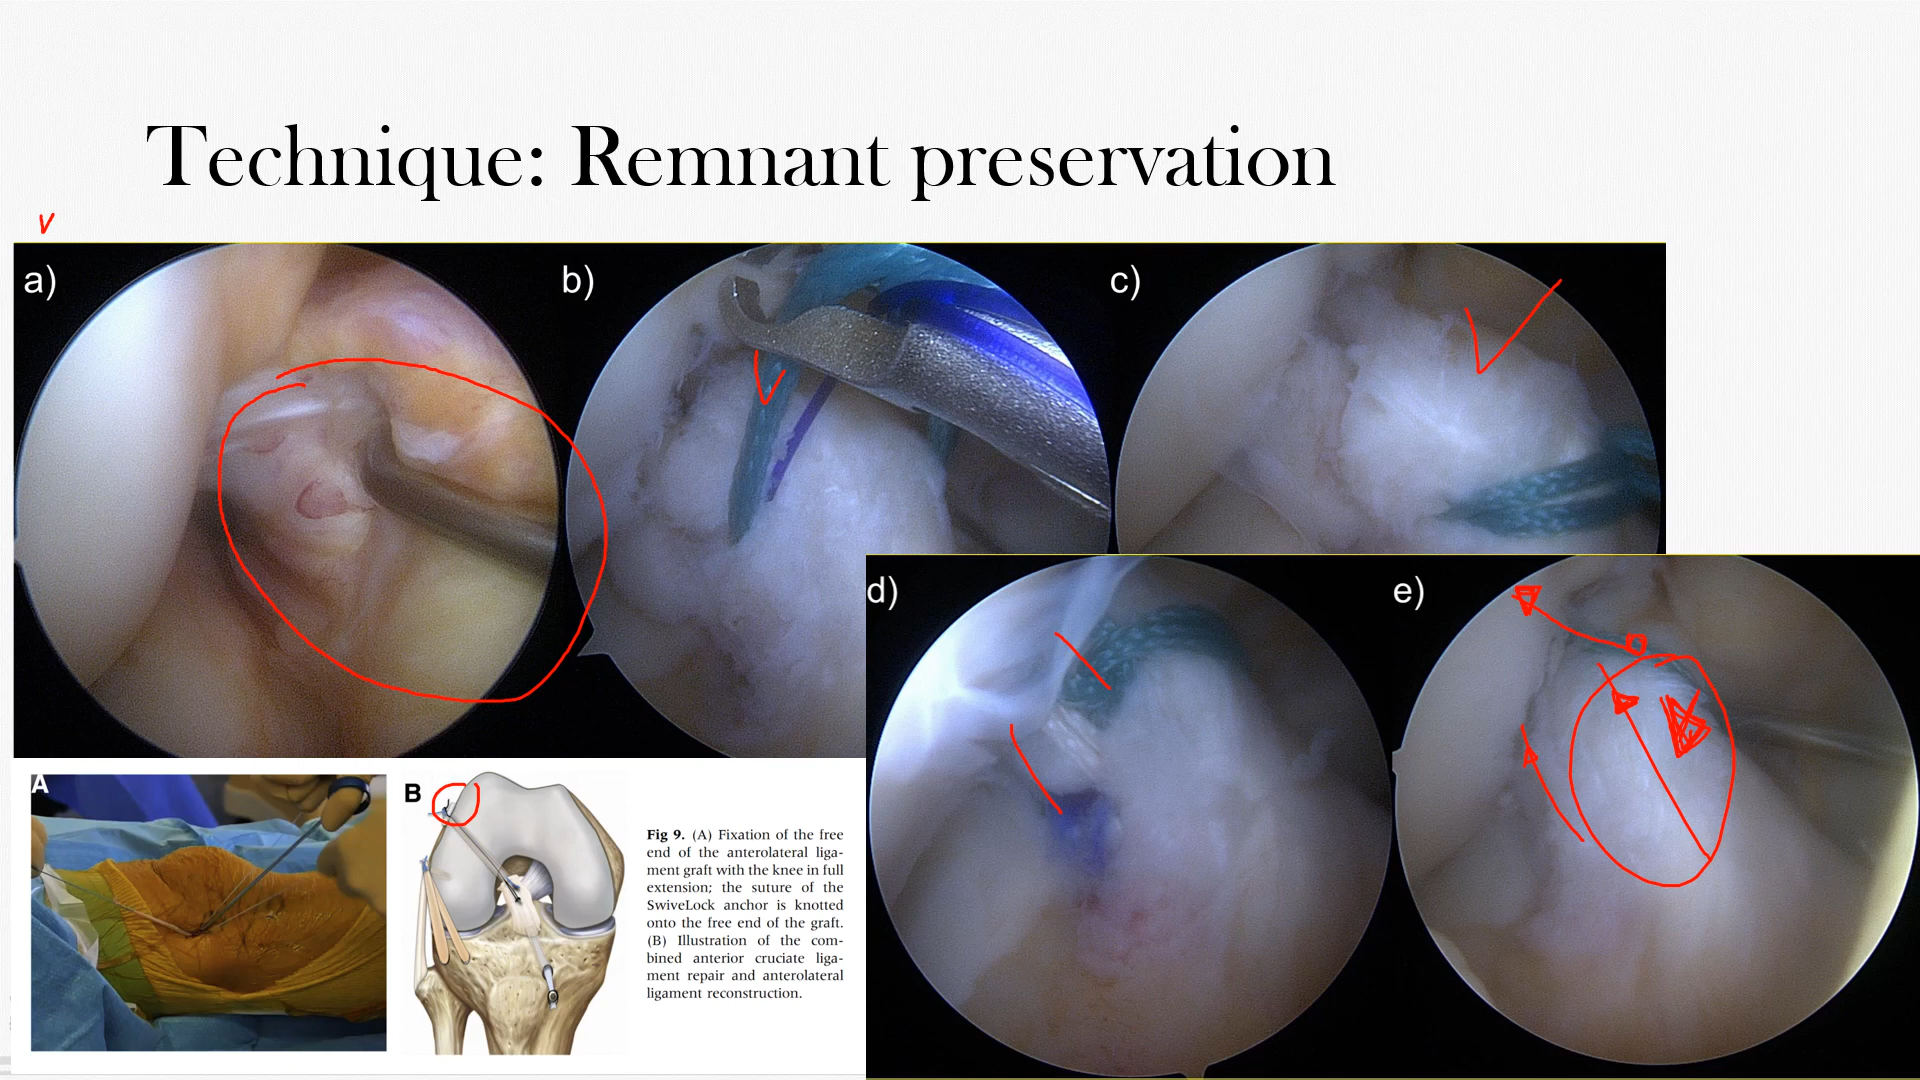 Technique: Remnant preservation
a)
b)
c)
d)
e)
A
B
Fig 9. (A) Fixation of the free
end of the anterolateral liga-
ment graft with the knee in full
extension; the suture of the
SwiveLock anchor is knotted
onto the free end of the graft.
(B) Illustration of the com-
bined anterior cruciate liga-
ment repair and anterolateral
ligament reconstruction.